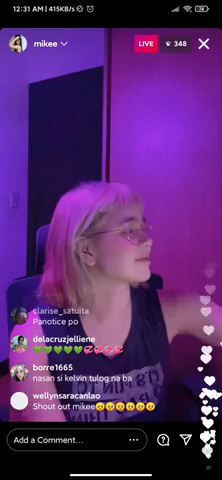 12:31 AM | 415KB/s
mikee
LIVE
348
clarise_satuita
Panotice po
delacruzjelliene
💚💚💚💚💚💞💞💞💞
borre1665
nasan si kelvin tulog na ba
wellynsaracanlao
Shout out mikee🥺🥺🥺🥺🥺🥺
Add a Comment...